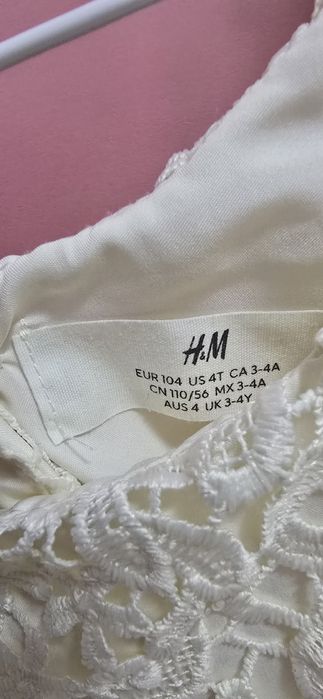 H&M
EUR 104 US 4T CA 3-4A
CN 110/56 MX 3-4A
AUS 4 UK 3-4Y